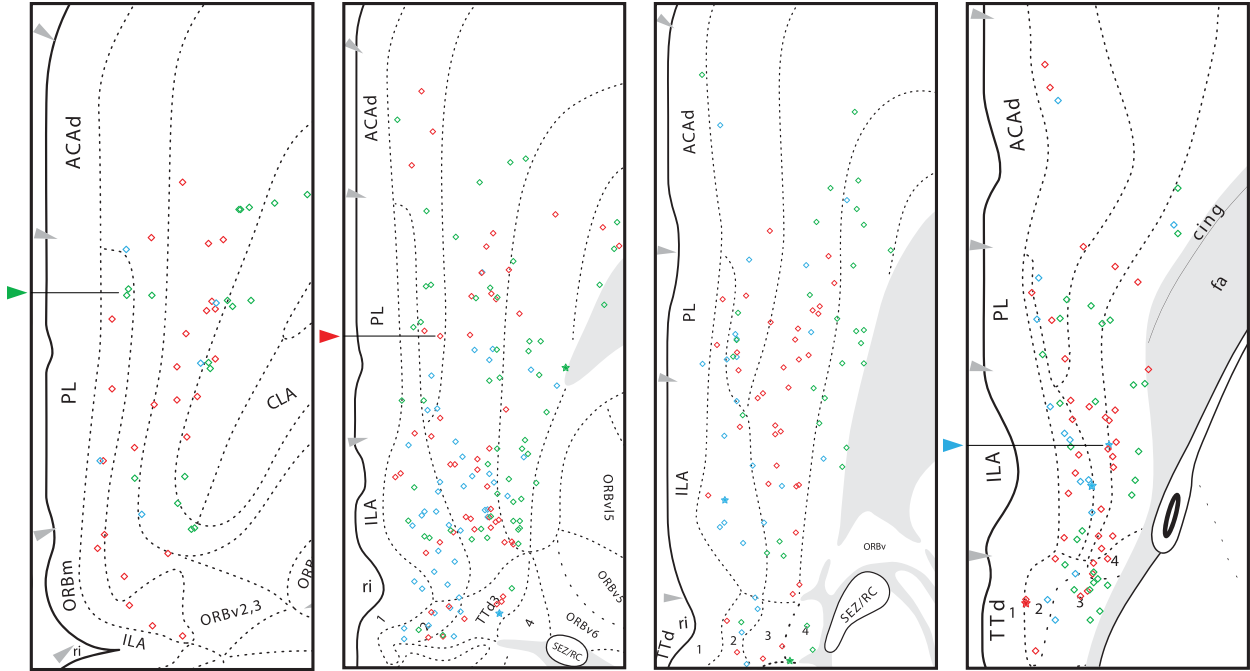 ACAd
PL
ORBm
ri
ILA
ORBv2,3
CLA
ACAd
PL
ILA
ri
1
2
TTd3
4
ORBvl5
ORBv5
ORBv6
SEZ/RC
ACAd
PL
ILA
TTd
ri
1
2
3
4
ORBv
SEZ/RC
ACAd
PL
ILA
TTd
1
2
3
4
cing
fa